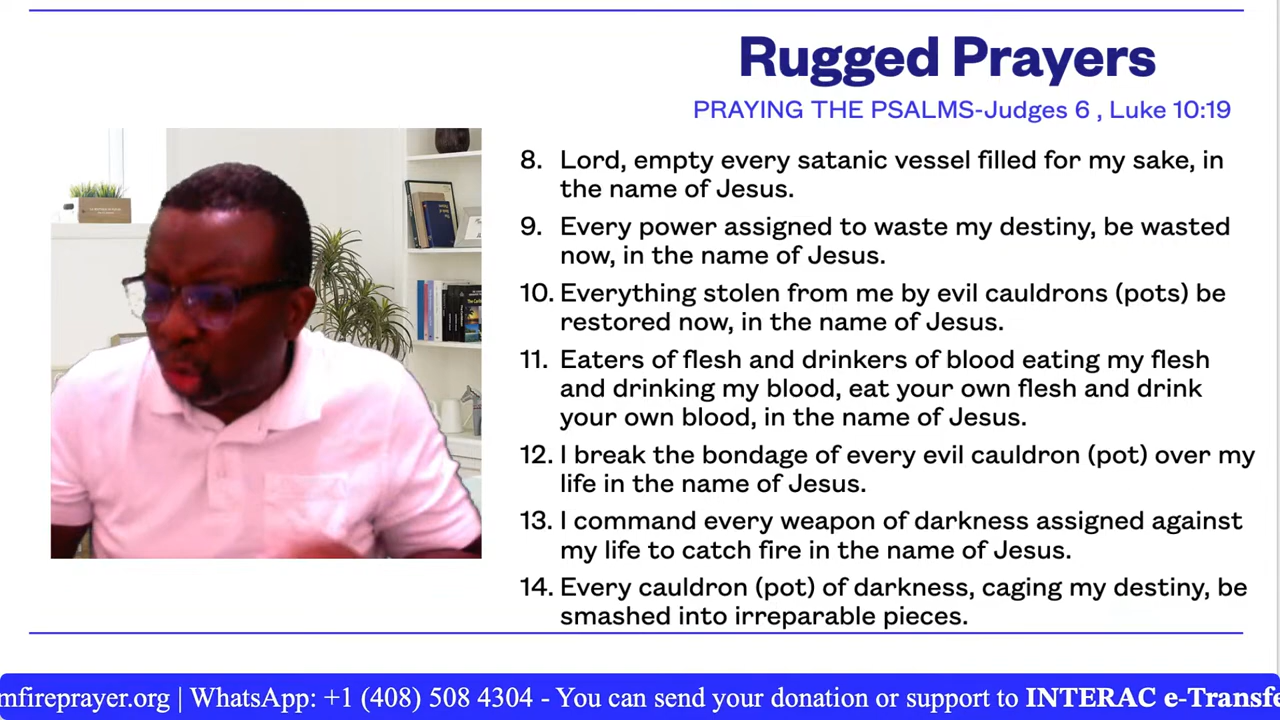 Rugged Prayers
PRAYING THE PSALMS-Judges 6 , Luke 10:19
8. Lord, empty every satanic vessel filled for my sake, in
the name of Jesus.
9. Every power assigned to waste my destiny, be wasted
now, in the name of Jesus.
10. Everything stolen from me by evil cauldrons (pots) be
restored now, in the name of Jesus.
11. Eaters of flesh and drinkers of blood eating my flesh
and drinking my blood, eat your own flesh and drink
your own blood, in the name of Jesus.
12. I break the bondage of every evil cauldron (pot) over my
life in the name of Jesus.
13. I command every weapon of darkness assigned against
my life to catch fire in the name of Jesus.
14. Every cauldron (pot) of darkness, caging my destiny, be
smashed into irreparable pieces.
mfireprayer.org | WhatsApp: +1 (408) 508 4304 - You can send your donation or support to INTERAC e-Transfe